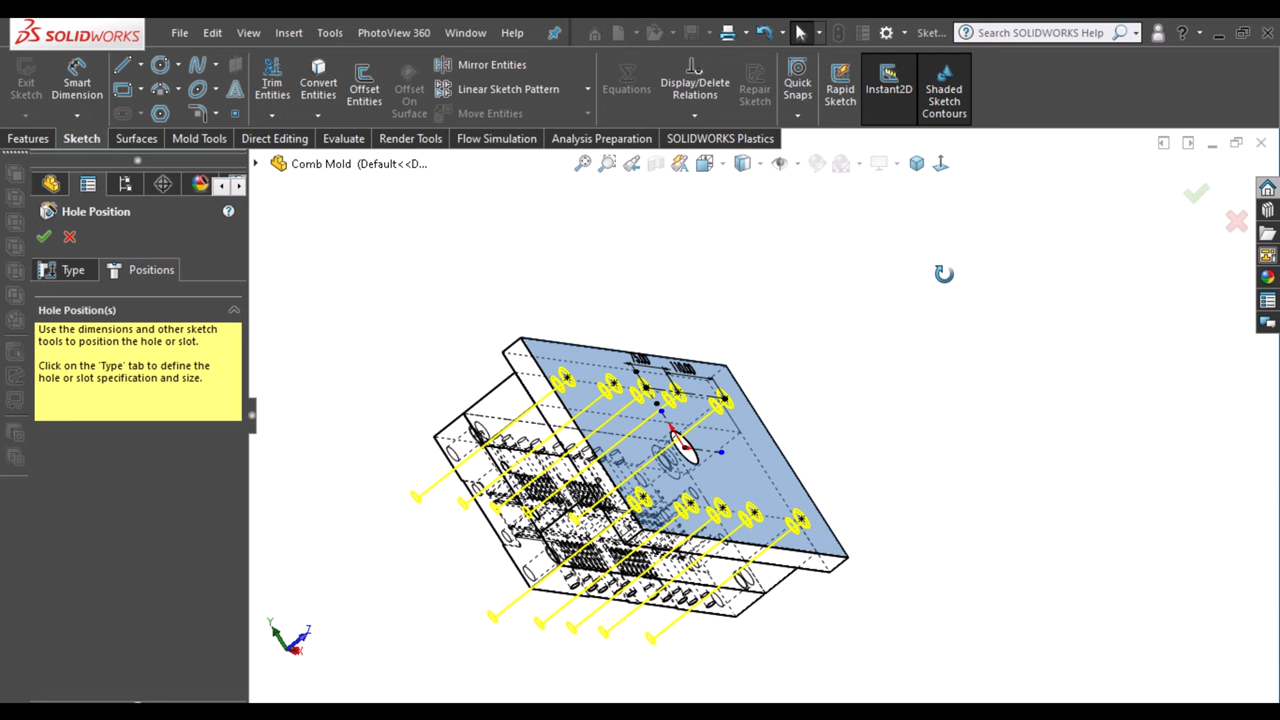 SOLIDWORKS File Edit View Insert Tools PhotoView 360 Window Help Sket... Search SOLIDWORKS Help ?
Exit Sketch Smart Dimension Trim Entities Convert Entities Offset Entities Offset On Surface Mirror Entities Linear Sketch Pattern Move Entities Equations Display/Delete Relations Repair Sketch Quick Snaps Rapid Sketch Instant2D Shaded Sketch Contours
Features Sketch Surfaces Mold Tools Direct Editing Evaluate Render Tools Flow Simulation Analysis Preparation SOLIDWORKS Plastics
Comb Mold (Default<<D...
Hole Position ?
Type Positions
Hole Position(s)
Use the dimensions and other sketch
tools to position the hole or slot.
Click on the 'Type' tab to define the
hole or slot specification and size.
Y Z X